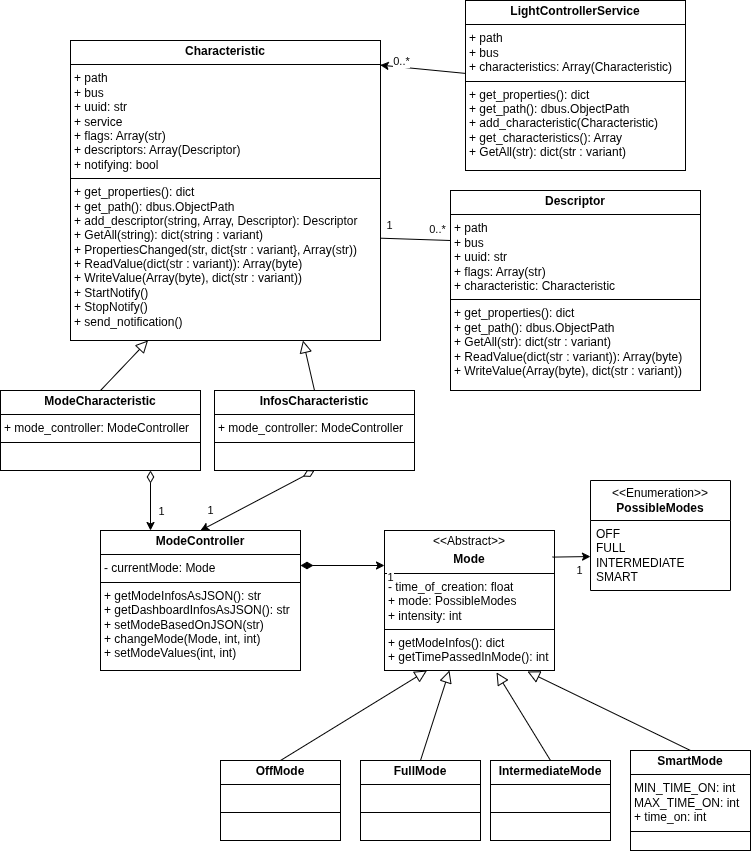 LightControllerService
+ path
+ bus
+ characteristics: Array(Characteristic)
+ get_properties(): dict
+ get_path(): dbus.ObjectPath
+ add_characteristic(Characteristic)
+ get_characteristics(): Array
+ GetAll(str): dict(str : variant)
0..*
Characteristic
+ path
+ bus
+ uuid: str
+ service
+ flags: Array(str)
+ descriptors: Array(Descriptor)
+ notifying: bool
+ get_properties(): dict
+ get_path(): dbus.ObjectPath
+ add_descriptor(string, Array, Descriptor): Descriptor
+ GetAll(string): dict(string : variant)
+ PropertiesChanged(str, dict{str : variant}, Array(str))
+ ReadValue(dict(str : variant)): Array(byte)
+ WriteValue(Array(byte), dict(str : variant))
+ StartNotify()
+ StopNotify()
+ send_notification()
1
0..*
Descriptor
+ path
+ bus
+ uuid: str
+ flags: Array(str)
+ characteristic: Characteristic
+ get_properties(): dict
+ get_path(): dbus.ObjectPath
+ GetAll(str): dict(str : variant)
+ ReadValue(dict(str : variant)): Array(byte)
+ WriteValue(Array(byte), dict(str : variant))
ModeCharacteristic
+ mode_controller: ModeController
InfosCharacteristic
+ mode_controller: ModeController
1
1
ModeController
- currentMode: Mode
+ getModeInfosAsJSON(): str
+ getDashboardInfosAsJSON(): str
+ setModeBasedOnJSON(str)
+ changeMode(Mode, int, int)
+ setModeValues(int, int)
1
<<Abstract>>
Mode
- time_of_creation: float
+ mode: PossibleModes
+ intensity: int
+ getModeInfos(): dict
+ getTimePassedInMode(): int
1
<<Enumeration>>
PossibleModes
OFF
FULL
INTERMEDIATE
SMART
OffMode
FullMode
IntermediateMode
SmartMode
MIN_TIME_ON: int
MAX_TIME_ON: int
+ time_on: int